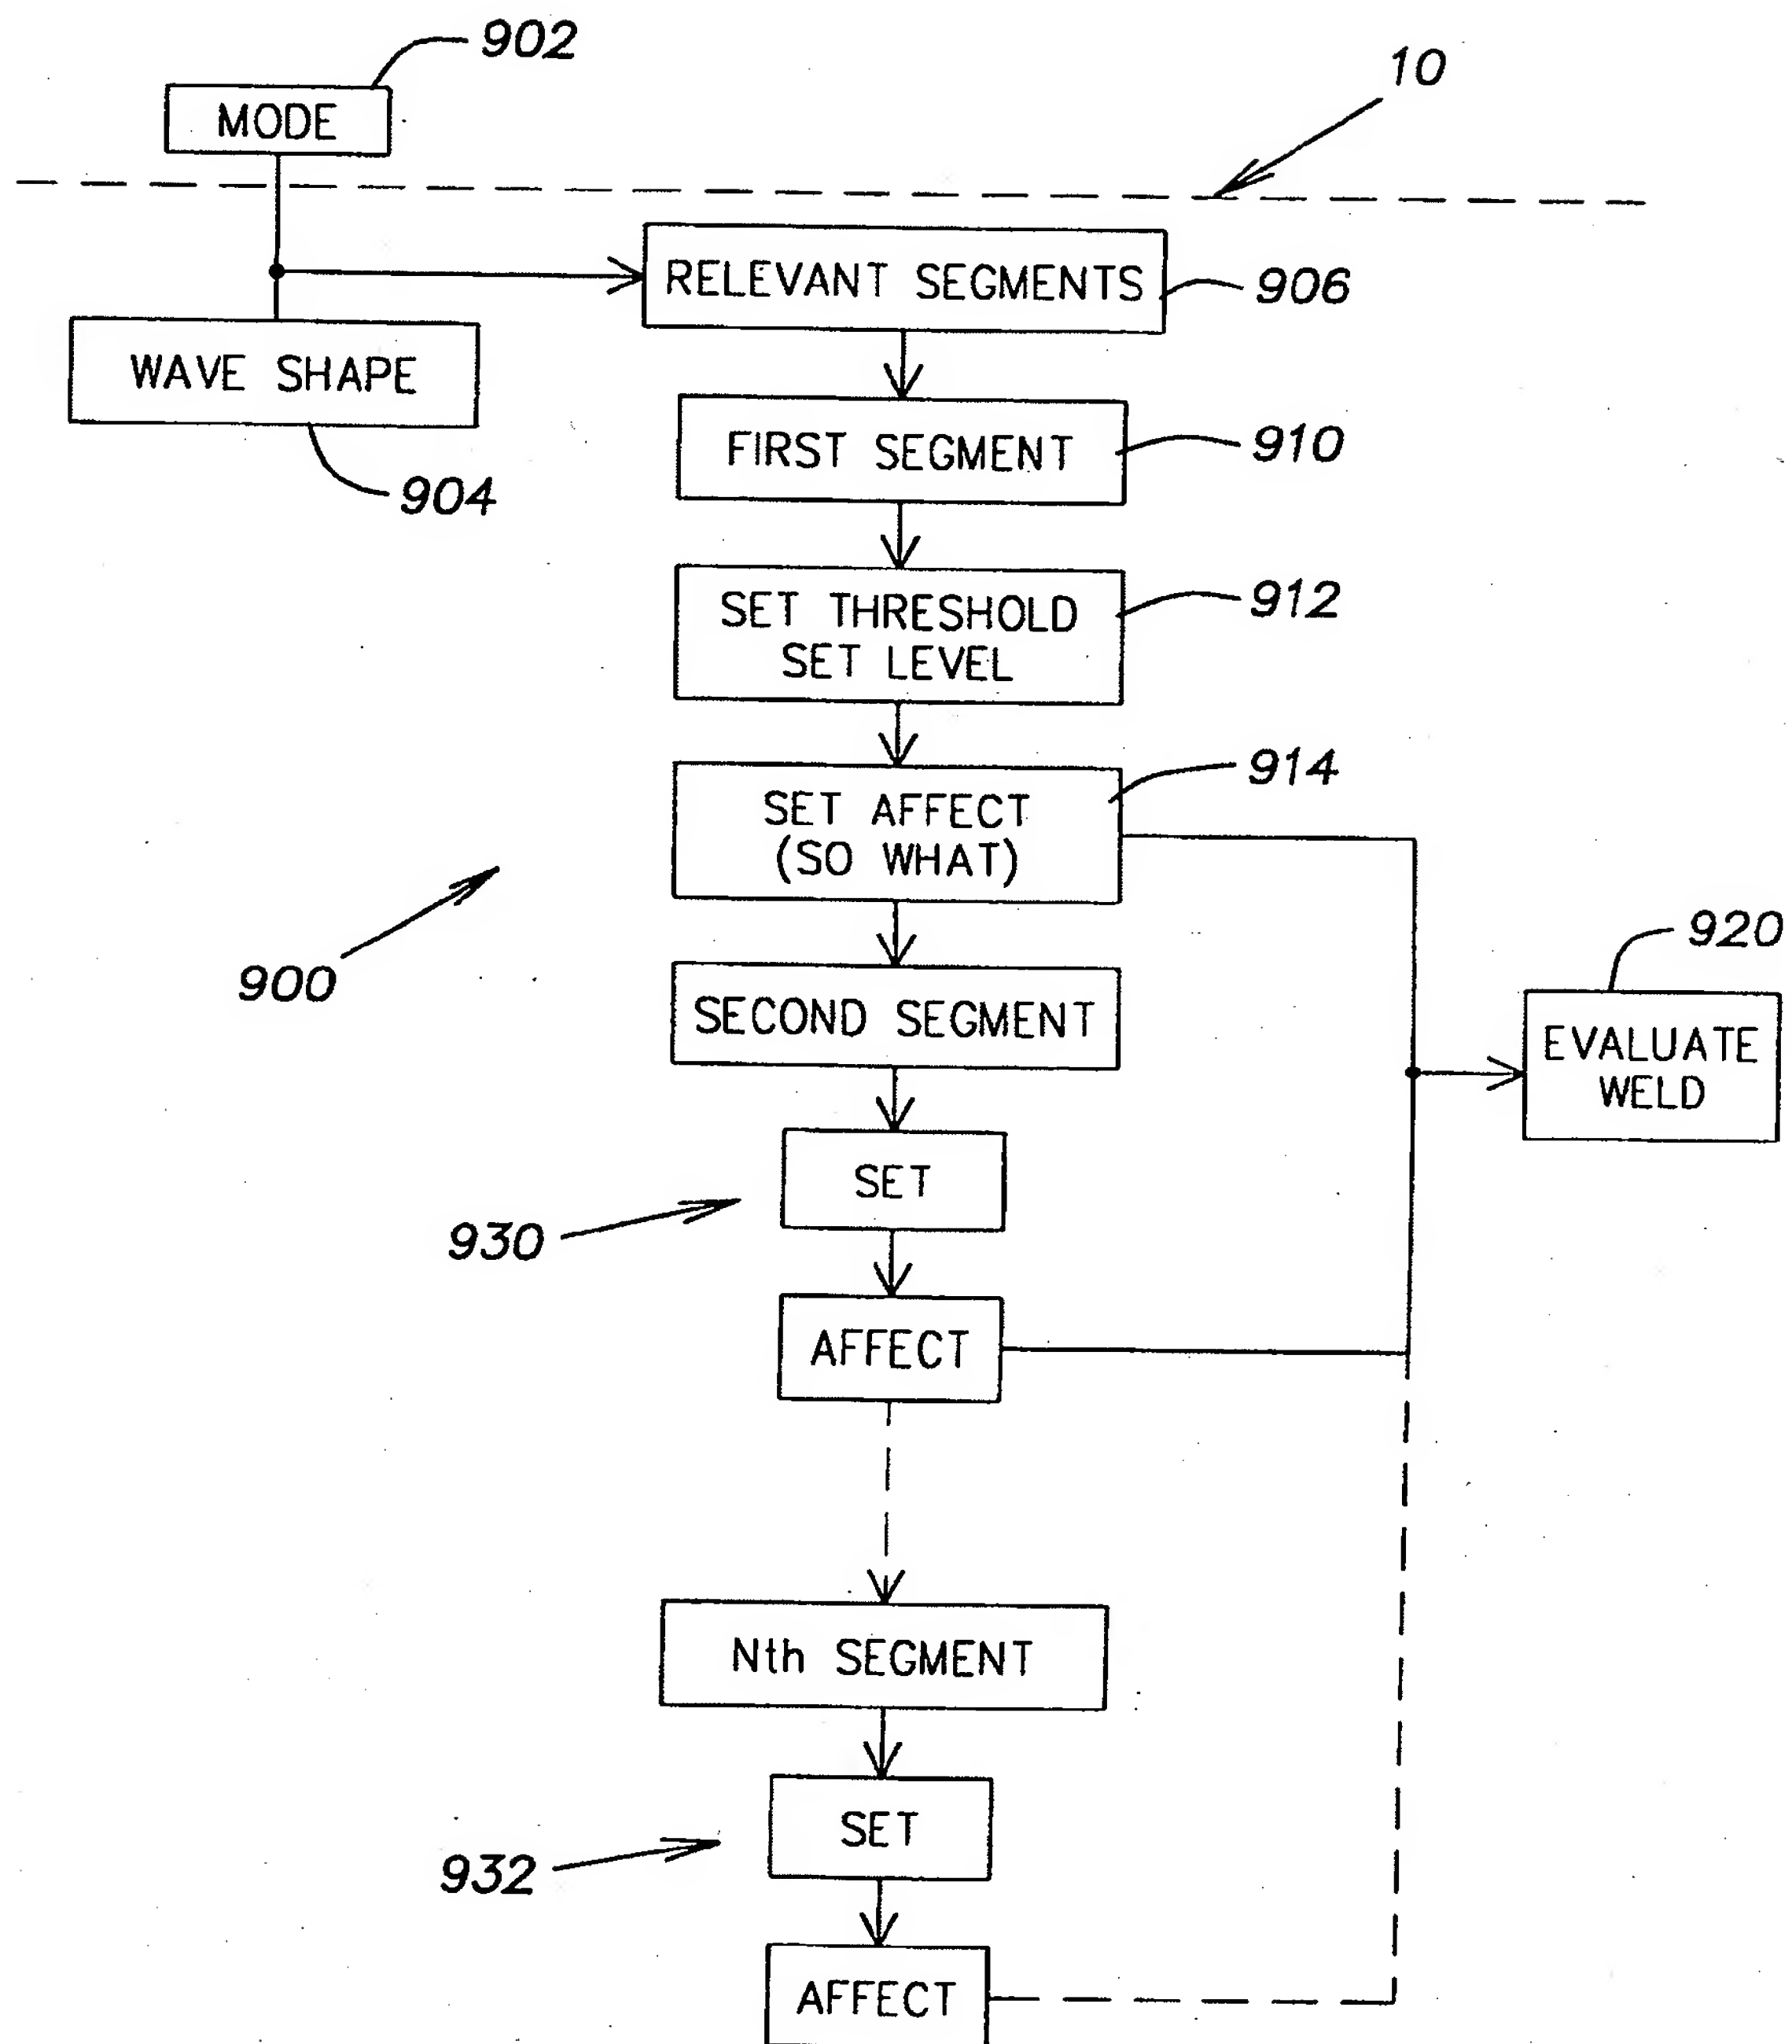 902
10
MODE
RELEVANT SEGMENTS
906
WAVE SHAPE
904
FIRST SEGMENT
910
SET THRESHOLD
SET LEVEL
912
914
SET AFFECT
(SO WHAT)
900
920
SECOND SEGMENT
EVALUATE
WELD
SET
930
AFFECT
Nth SEGMENT
SET
932
AFFECT